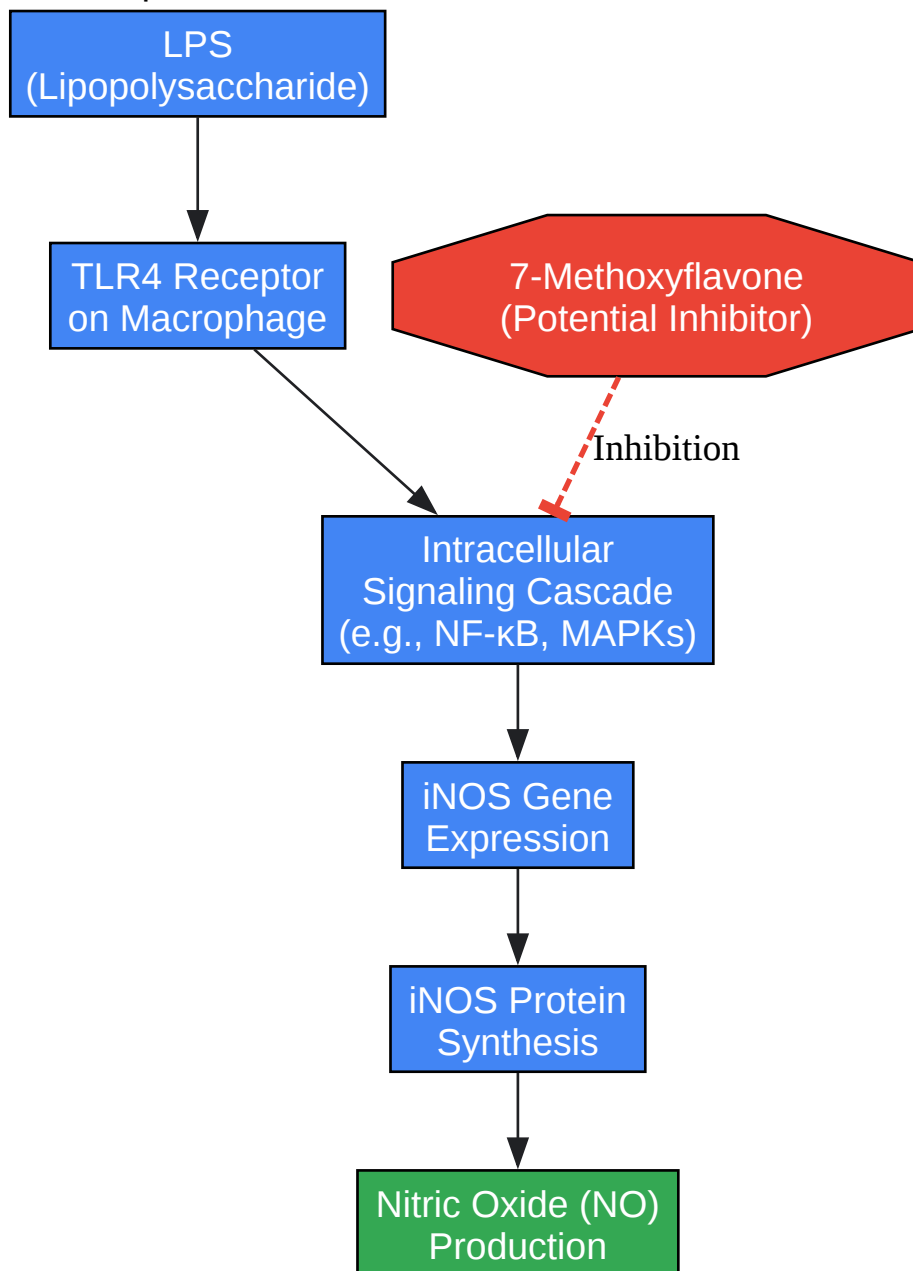 LPS
(Lipopolysaccharide)
TLR4 Receptor
on Macrophage
7-Methoxyflavone
(Potential Inhibitor)
Inhibition
Intracellular
Signaling Cascade
(e.g., NF-κB, MAPKs)
iNOS Gene
Expression
iNOS Protein
Synthesis
Nitric Oxide (NO)
Production